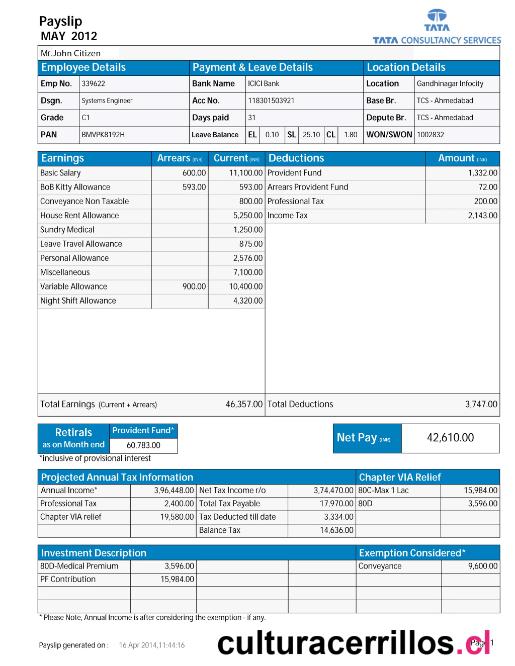 Payslip
MAY 2012
TATA
TATA CONSULTANCY SERVICES
Mr.John Citizen
Employee Details Payment & Leave Details Location Details
Emp No. 339622 Bank Name ICICI Bank Location Gandhinagar Infocity
Dsgn. Systems Engineer Acc No. 118301503921 Base Br. TCS - Ahmedabad
Grade C1 Days paid 31 Depute Br. TCS - Ahmedabad
PAN BMVPK8192H Leave Balance EL 0.10 SL 25.10 CL 1.80 WON/SWON 1002832
Earnings Arrears (INR) Current (INR) Deductions Amount (INR)
Basic Salary 600.00 11,100.00 Provident Fund 1,332.00
BoB Kitty Allowance 593.00 593.00 Arrears Provident Fund 72.00
Conveyance Non Taxable 800.00 Professional Tax 200.00
House Rent Allowance 5,250.00 Income Tax 2,143.00
Sundry Medical 1,250.00
Leave Travel Allowance 875.00
Personal Allowance 2,576.00
Miscellaneous 7,100.00
Variable Allowance 900.00 10,400.00
Night Shift Allowance 4,320.00
Total Earnings (Current + Arrears) 46,357.00 Total Deductions 3,747.00
Retirals Provident Fund*
as on Month end 60.783.00
Net Pay (INR) 42,610.00
*inclusive of provisional interest
Projected Annual Tax Information Chapter VIA Relief
Annual Income* 3,96,448.00 Net Tax Income r/o 3,74,470.00 80C-Max 1 Lac 15,984.00
Professional Tax 2,400.00 Total Tax Payable 17,970.00 80D 3,596.00
Chapter VIA relief 19,580.00 Tax Deducted till date 3,334.00
Balance Tax 14,636.00
Investment Description Exemption Considered*
80D-Medical Premium 3,596.00 Conveyance 9,600.00
PF Contribution 15,984.00
* Please Note, Annual Income is after considering the exemption - if any.
Payslip generated on : 16 Apr 2014,11:44:16
culturacerrillos.cl
Page 1